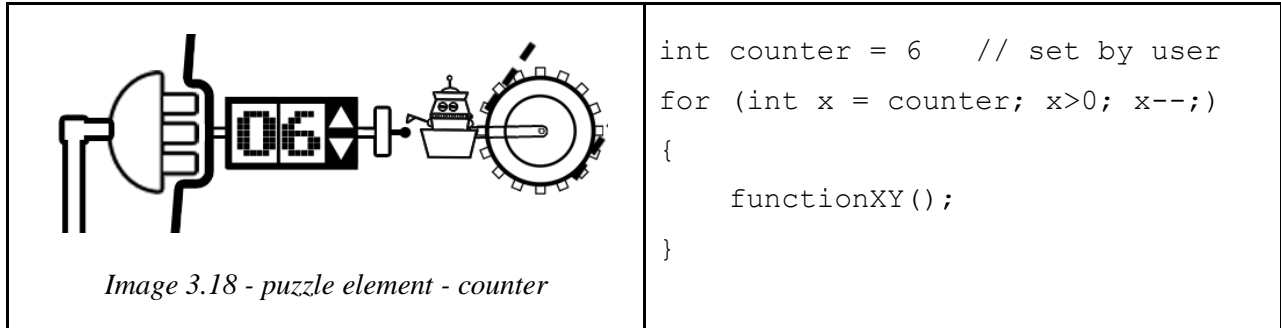 06
Image 3.18 - puzzle element - counter
int counter = 6   // set by user
for (int x = counter; x>0; x--;)
{
    functionXY();
}